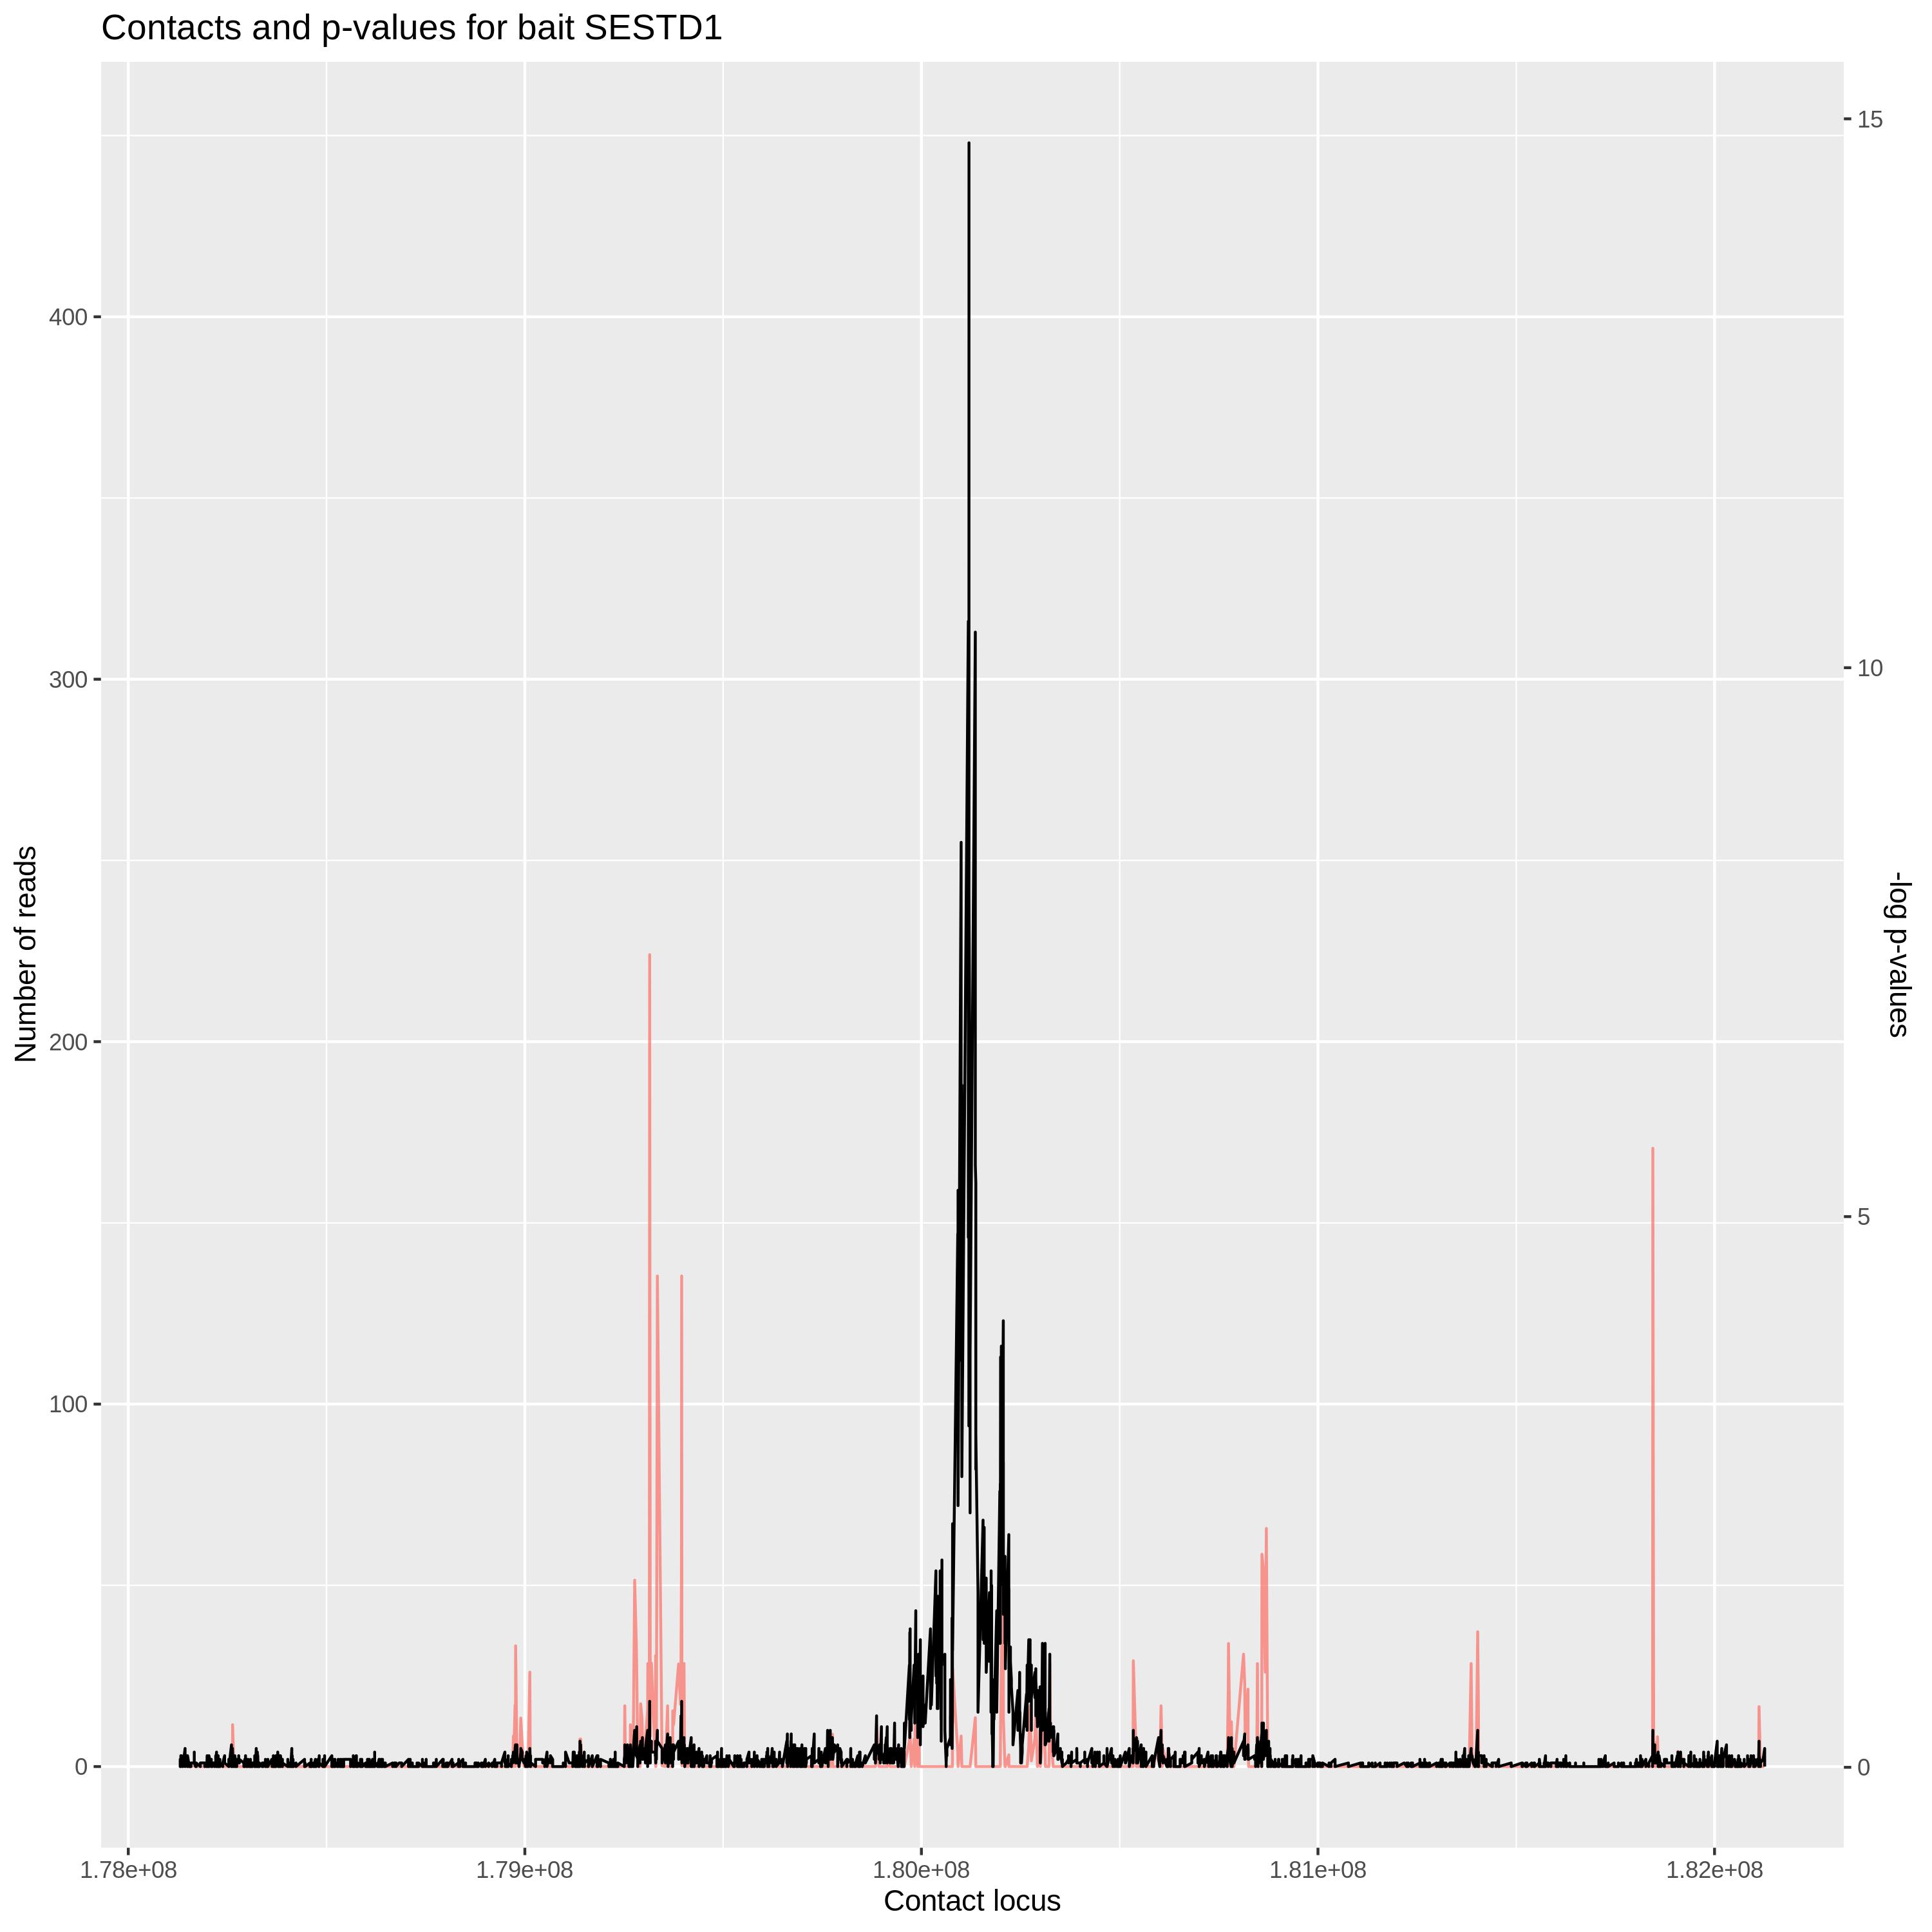 Contacts and p-values for bait SESTD1
Number of reads
400
300
200
100
0
15
10
5
0
-log p-values
1.78e+08 1.79e+08 1.80e+08 1.81e+08 1.82e+08
Contact locus